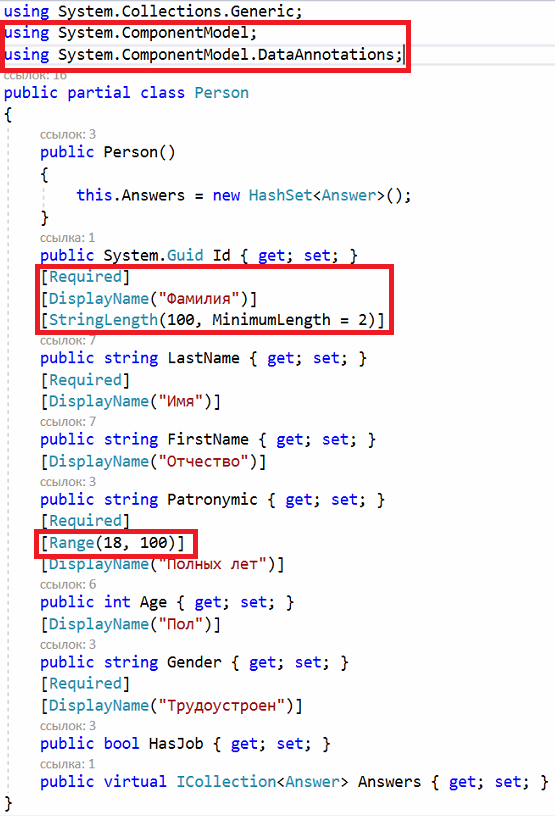 using System.Collections.Generic;
using System.ComponentModel;
using System.ComponentModel.DataAnnotations;
ссылок: 16
public partial class Person
{
ссылок: 3
public Person()
{
this.Answers = new HashSet<Answer>();
}
ссылка: 1
public System.Guid Id { get; set; }
[Required]
[DisplayName("Фамилия")]
[StringLength(100, MinimumLength = 2)]
ссылок: 7
public string LastName { get; set; }
[Required]
[DisplayName("Имя")]
ссылок: 7
public string FirstName { get; set; }
[DisplayName("Отчество")]
ссылок: 3
public string Patronymic { get; set; }
[Required]
[Range(18, 100)]
[DisplayName("Полных лет")]
ссылок: 6
public int Age { get; set; }
[DisplayName("Пол")]
ссылок: 3
public string Gender { get; set; }
[Required]
[DisplayName("Трудоустроен")]
ссылок: 3
public bool HasJob { get; set; }
ссылка: 1
public virtual ICollection<Answer> Answers { get; set; }
}